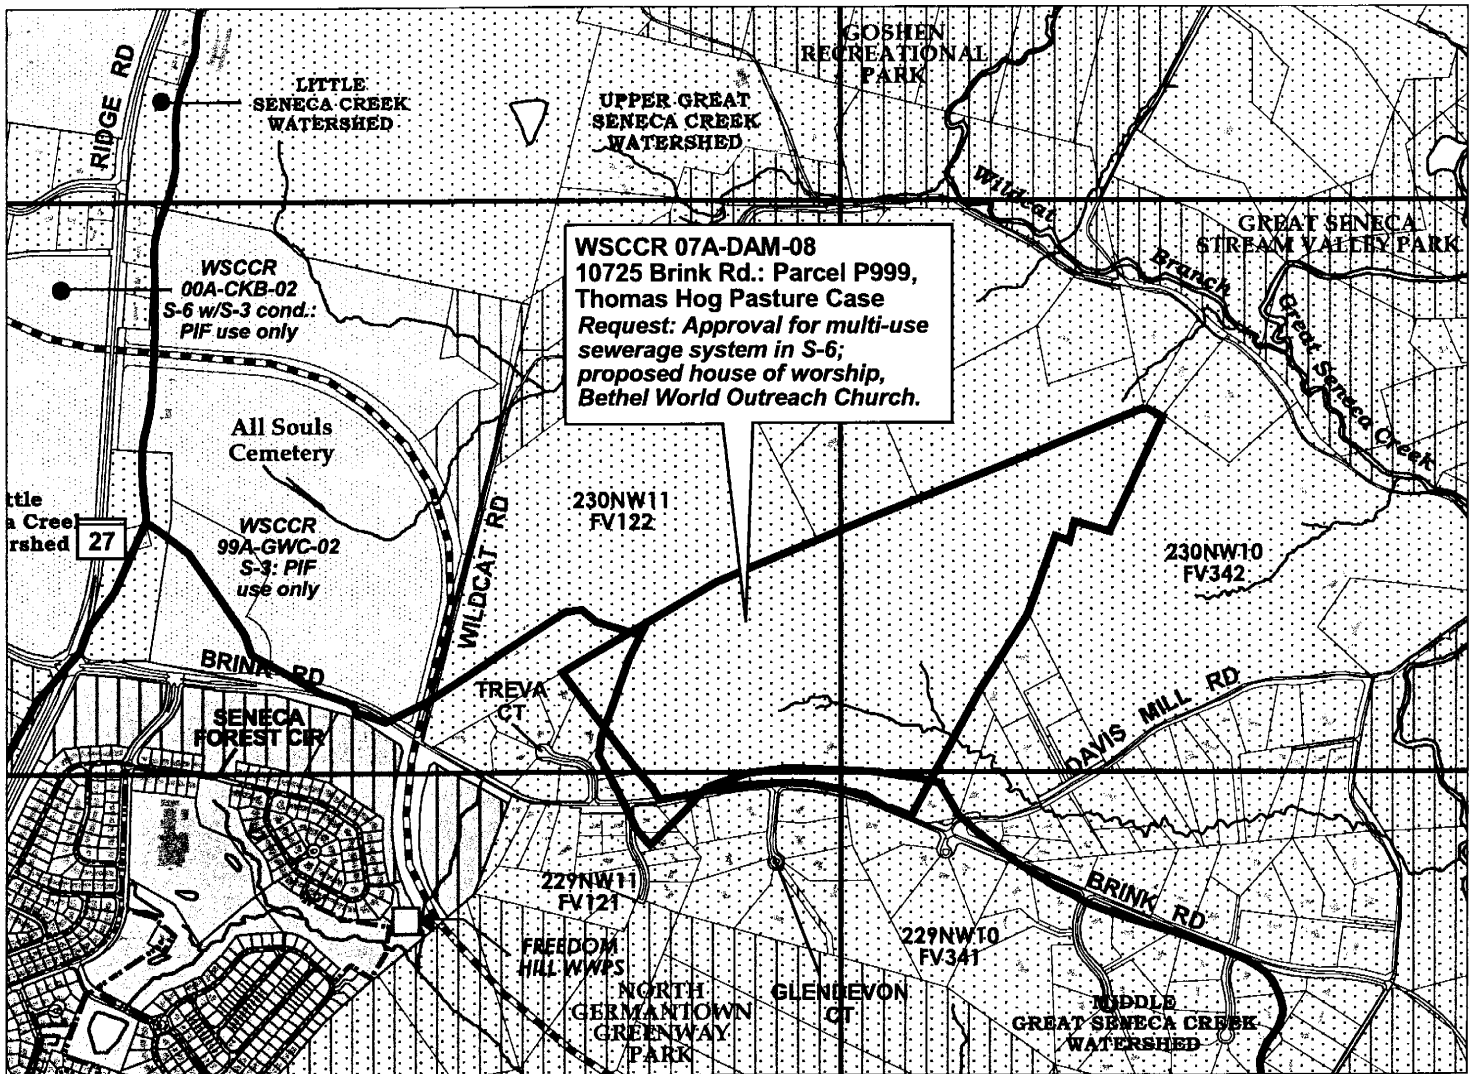 GOSHEN
RECREATIONAL
PARK
RIDGE RD
LITTLE
SENECA CREEK
WATERSHED
UPPER GREAT
SENECA CREEK
WATERSHED
Wildcat
Branch
GREAT SENECA
STREAM VALLEY PARK
Great Seneca Creek
WSCCR
00A-CKB-02
S-6 w/S-3 cond.:
PIF use only
WSCCR 07A-DAM-08
10725 Brink Rd.: Parcel P999,
Thomas Hog Pasture Case
Request: Approval for multi-use
sewerage system in S-6;
proposed house of worship,
Bethel World Outreach Church.
All Souls
Cemetery
ttle
a Creek
rshed
27
WSCCR
99A-GWC-02
S-3: PIF
use only
WILDCAT RD
230NW11
FV122
230NW10
FV342
BRINK RD
TREVA
CT
SENECA
FOREST CIR
DAVIS MILL RD
229NW11
FV121
BRINK RD
229NW10
FV341
FREEDOM
HILL WWPS
NORTH
GERMANTOWN
GREENWAY
PARK
GLENDEVON
CT
MIDDLE
GREAT SENECA CREEK
WATERSHED